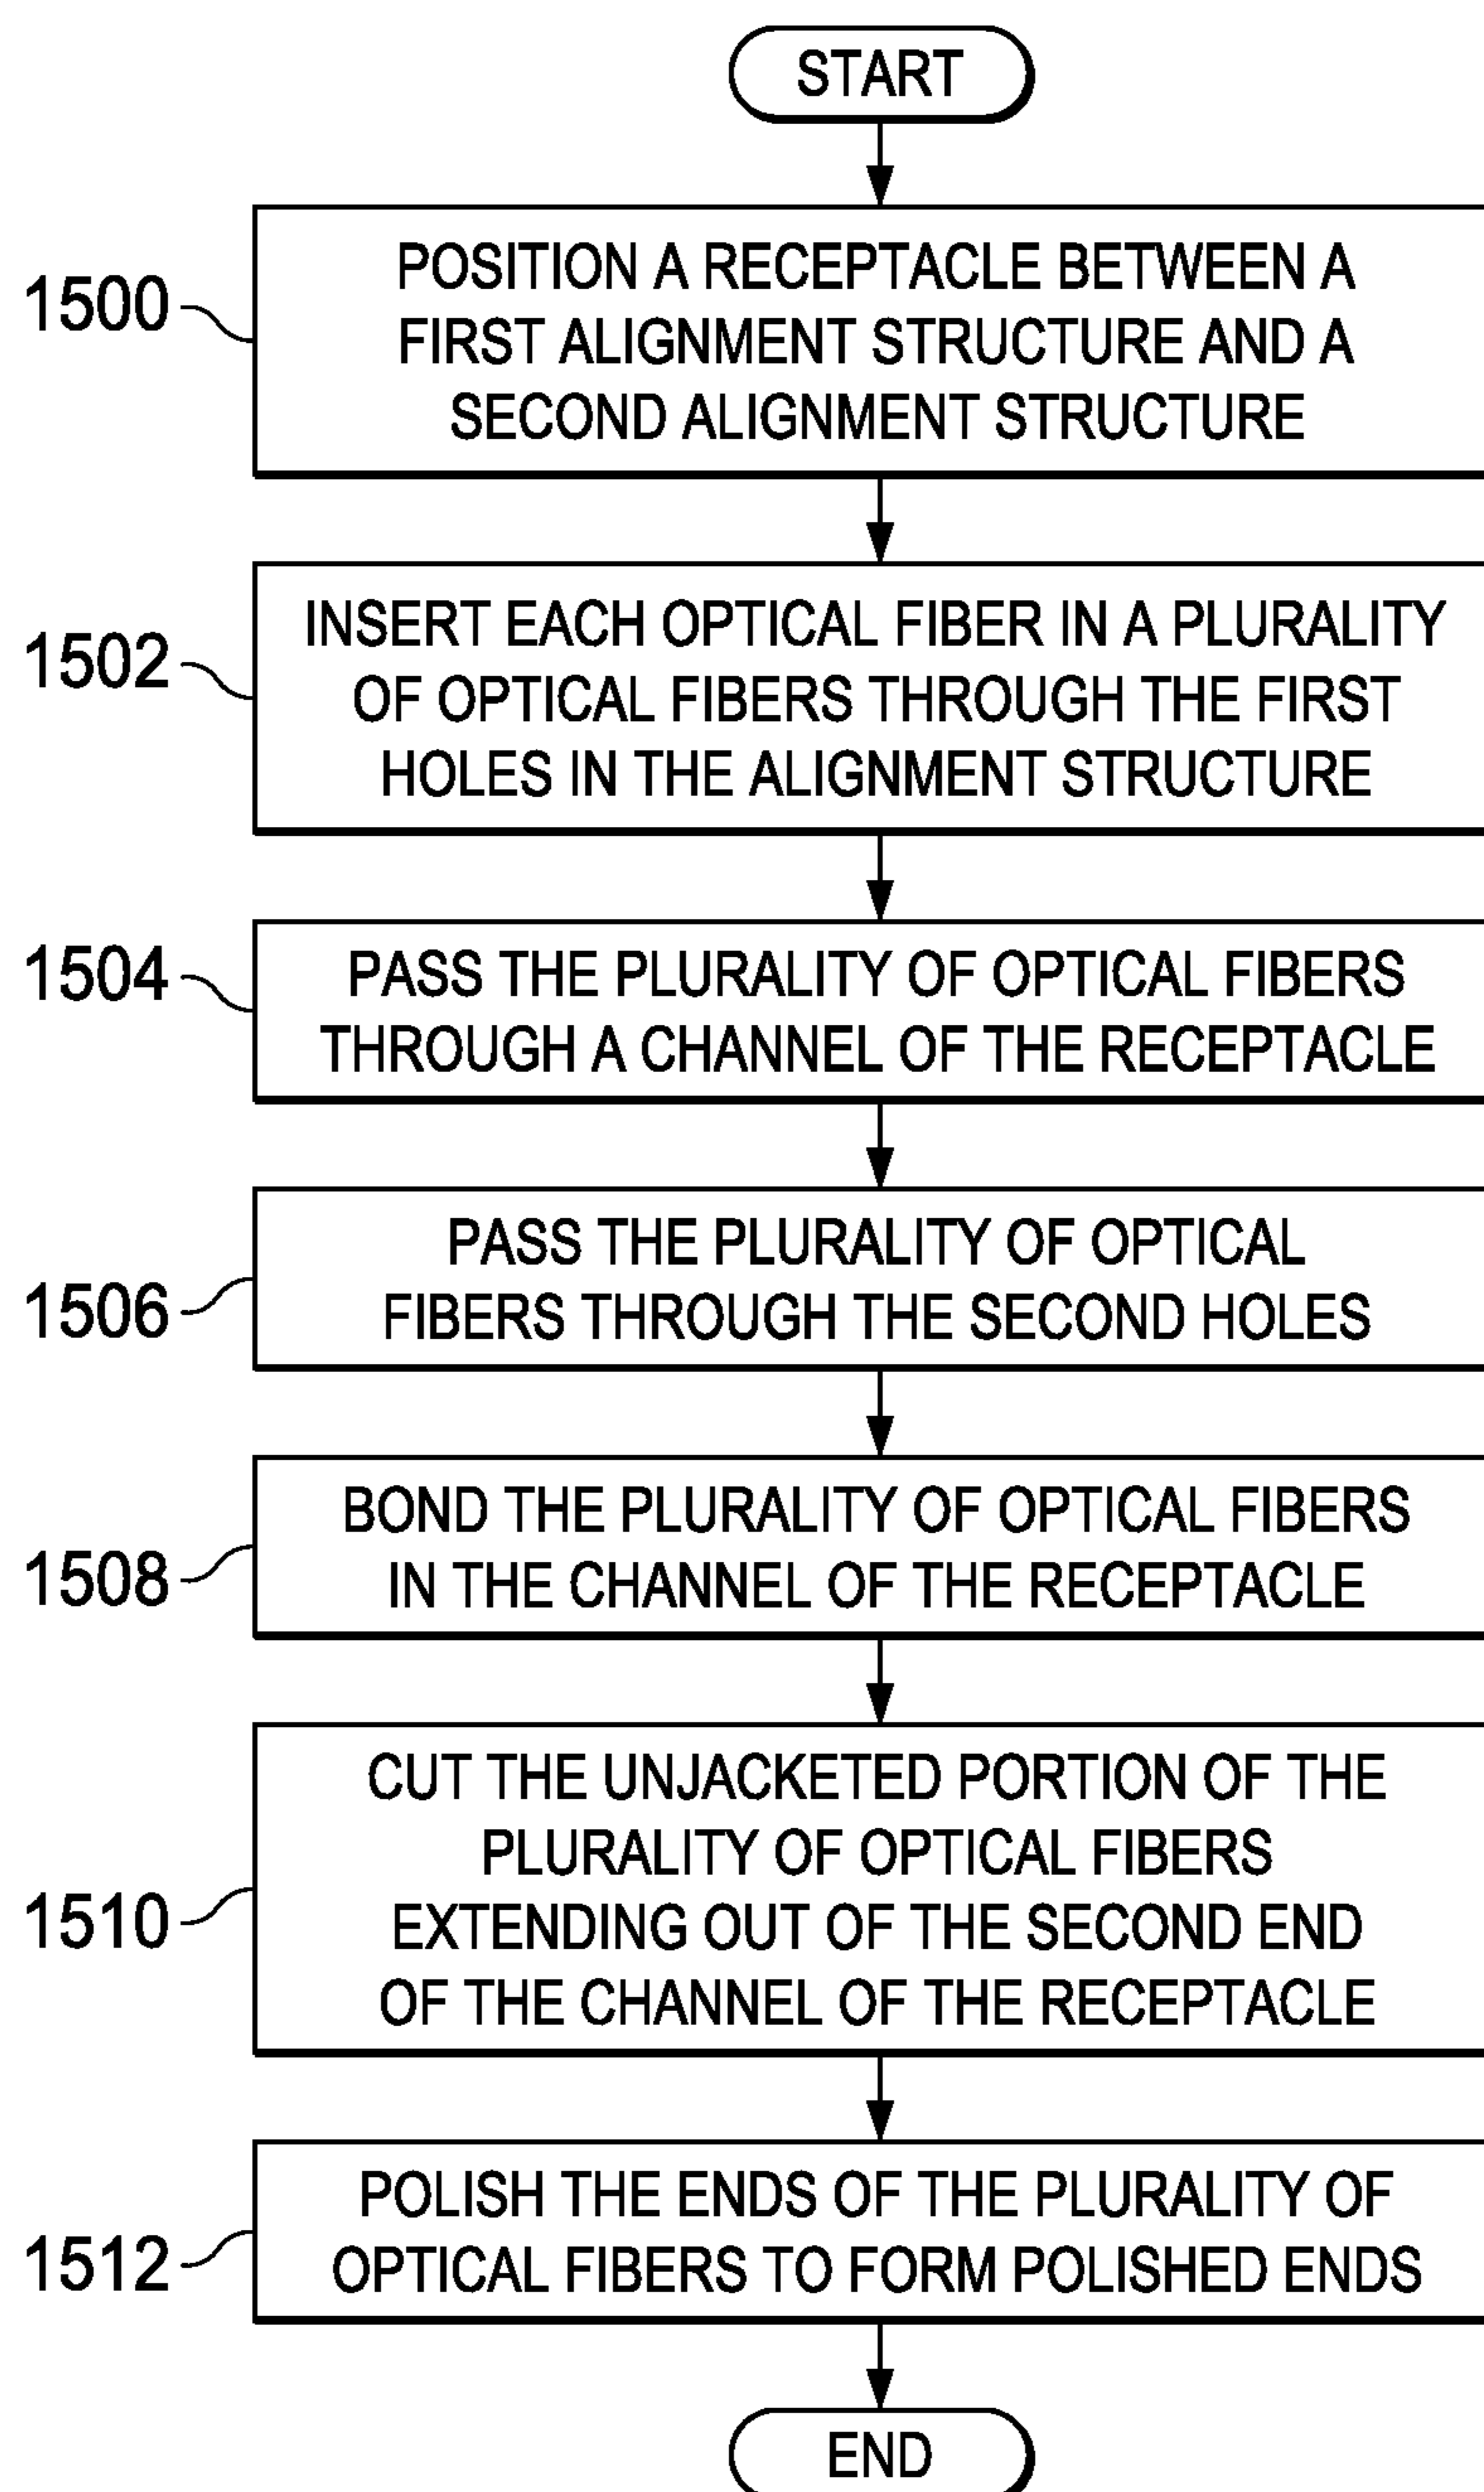 START
1500
POSITION A RECEPTACLE BETWEEN A
FIRST ALIGNMENT STRUCTURE AND A
SECOND ALIGNMENT STRUCTURE
1502
INSERT EACH OPTICAL FIBER IN A PLURALITY
OF OPTICAL FIBERS THROUGH THE FIRST
HOLES IN THE ALIGNMENT STRUCTURE
1504
PASS THE PLURALITY OF OPTICAL FIBERS
THROUGH A CHANNEL OF THE RECEPTACLE
1506
PASS THE PLURALITY OF OPTICAL
FIBERS THROUGH THE SECOND HOLES
1508
BOND THE PLURALITY OF OPTICAL FIBERS
IN THE CHANNEL OF THE RECEPTACLE
1510
CUT THE UNJACKETED PORTION OF THE
PLURALITY OF OPTICAL FIBERS
EXTENDING OUT OF THE SECOND END
OF THE CHANNEL OF THE RECEPTACLE
1512
POLISH THE ENDS OF THE PLURALITY OF
OPTICAL FIBERS TO FORM POLISHED ENDS
END